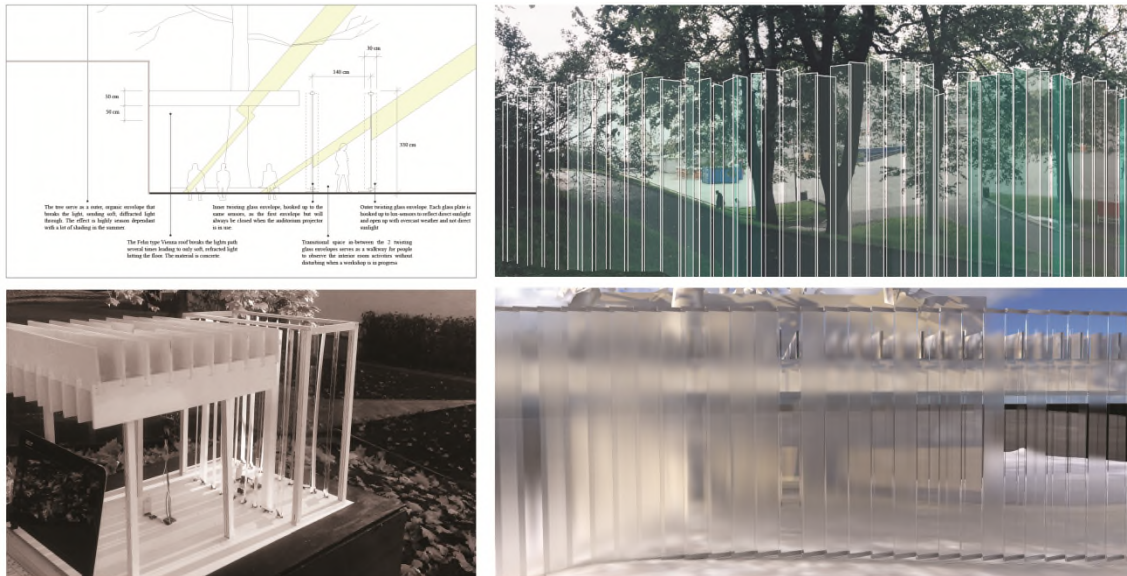 30 cm
140 cm
50 cm
50 cm
350 cm
The tree serve as a outer, organic envelope that
breaks the light, sending soft, diffracted light
through. The effect is highly season dependant
with a lot of shading in the summer.
The Fehn type Vienna roof breaks the lights path
several times leading to only soft, refracted light
hitting the floor. The material is concrete.
Inner twisting glass envelope, hooked up to the
same sensors, as the first envelope but will
always be closed when the auditorium projector
is in use
Transitional space in-between the 2 twisting
glass envelopes serves as a walkway for people
to observe the interior room activities without
disturbing when a workshop is in progress
Outer twisting glass envelope. Each glass plate is
hooked up to lux-sensors to reflect direct sunlight
and open up with overcast weather and not direct
sunlight